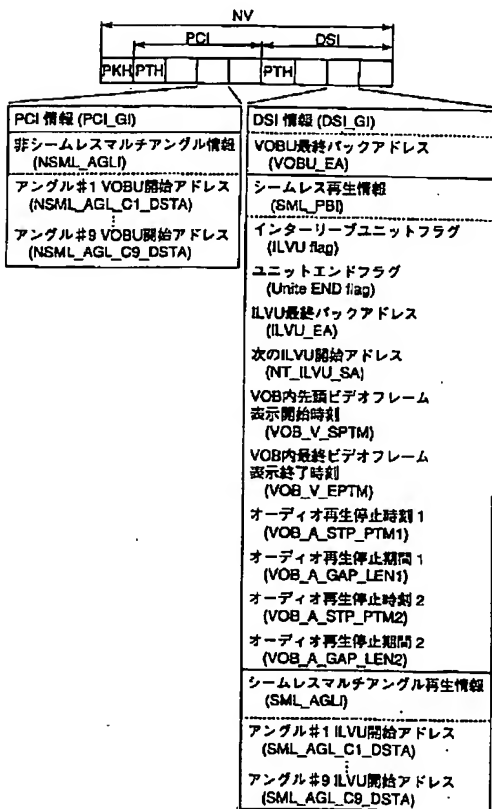 NV
PCI
DSI
PKH PTH PTH
PCI 情報 (PCI_GI)
非シームレスマルチアングル情報
(NSML_AGLI)
アングル#1 VOBU開始アドレス
(NSML_AGL_C1_DSTA)
アングル#9 VOBU開始アドレス
(NSML_AGL_C9_DSTA)
DSI 情報 (DSI_GI)
VOBU最終パックアドレス
(VOBU_EA)
シームレス再生情報
(SML_PBI)
インターリーブユニットフラグ
(ILVU flag)
ユニットエンドフラグ
(Unite END flag)
ILVU最終パックアドレス
(ILVU_EA)
次のILVU開始アドレス
(NT_ILVU_SA)
VOB内先頭ビデオフレーム
表示開始時刻
(VOB_V_SPTM)
VOB内最終ビデオフレーム
表示終了時刻
(VOB_V_EPTM)
オーディオ再生停止時刻 1
(VOB_A_STP_PTM1)
オーディオ再生停止期間 1
(VOB_A_GAP_LEN1)
オーディオ再生停止時刻 2
(VOB_A_STP_PTM2)
オーディオ再生停止期間 2
(VOB_A_GAP_LEN2)
シームレスマルチアングル再生情報
(SML_AGLI)
アングル#1 ILVU開始アドレス
(SML_AGL_C1_DSTA)
アングル#9 ILVU開始アドレス
(SML_AGL_C9_DSTA)